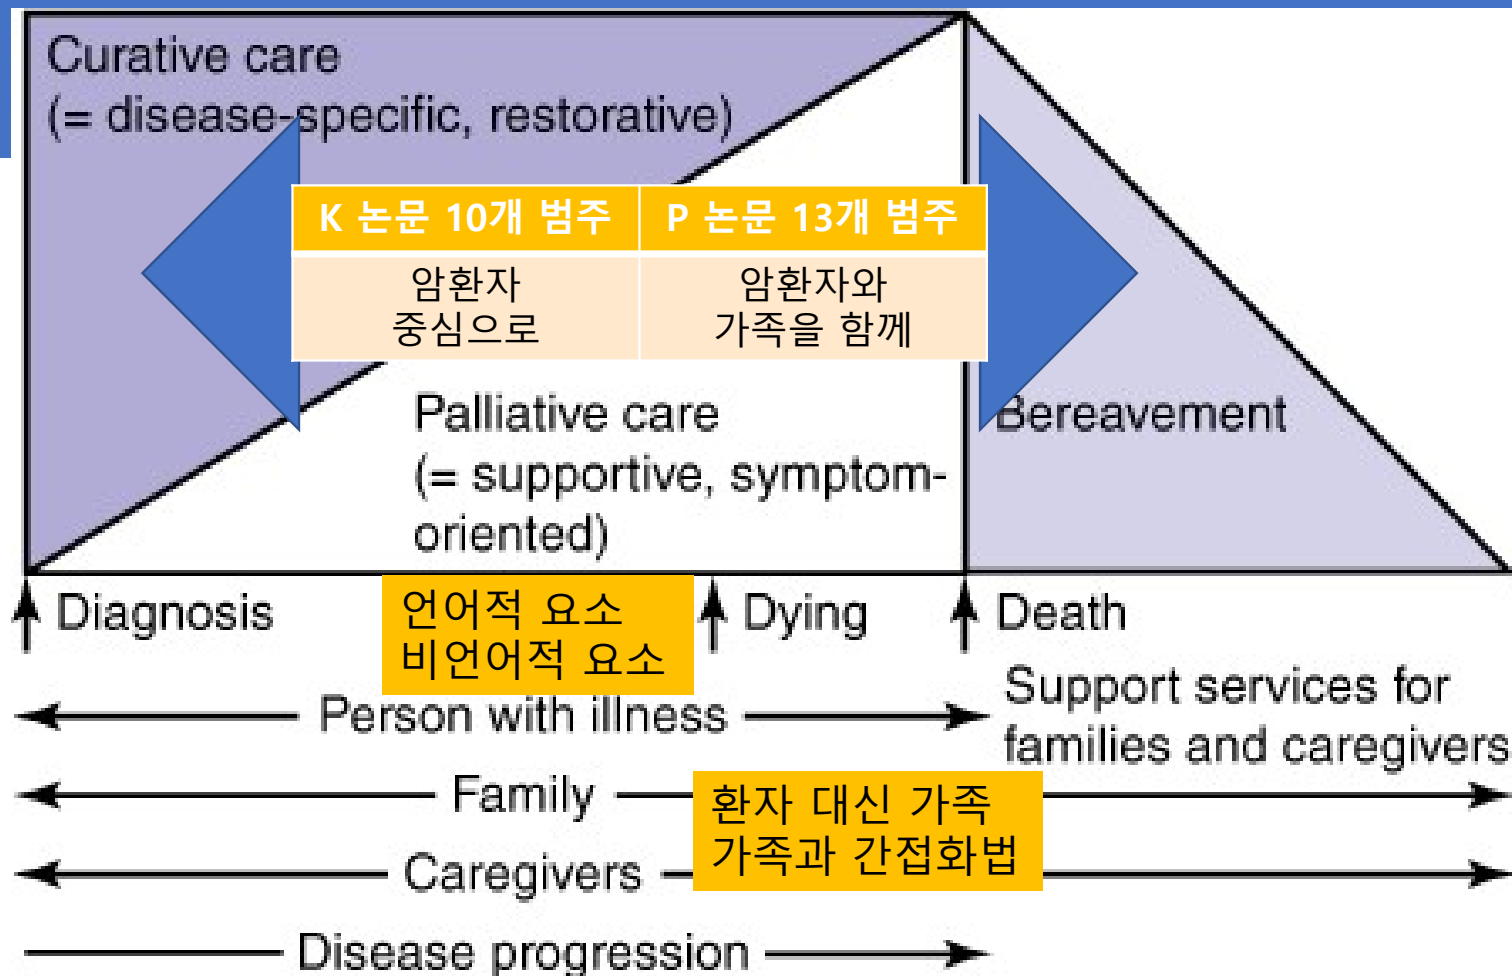 Curative care
(= disease-specific, restorative)
K 논문 10개 범주
P 논문 13개 범주
암환자
중심으로
암환자와
가족을 함께
Palliative care
(= supportive, symptom-
oriented)
Bereavement
Diagnosis
언어적 요소
비언어적 요소
Dying
Death
Person with illness
Support services for
families and caregivers
Family
환자 대신 가족
가족과 간접화법
Caregivers
Disease progression